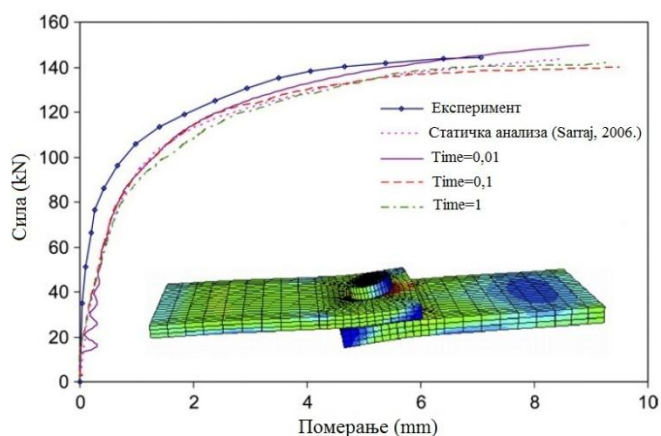 160
140
120
100
80
60
40
20
0
Сила (kN)
Експеримент
Статичка анализа (Sarraj, 2006.)
Time=0,01
Time=0,1
Time=1
0 2 4 6 8 10
Померање (mm)